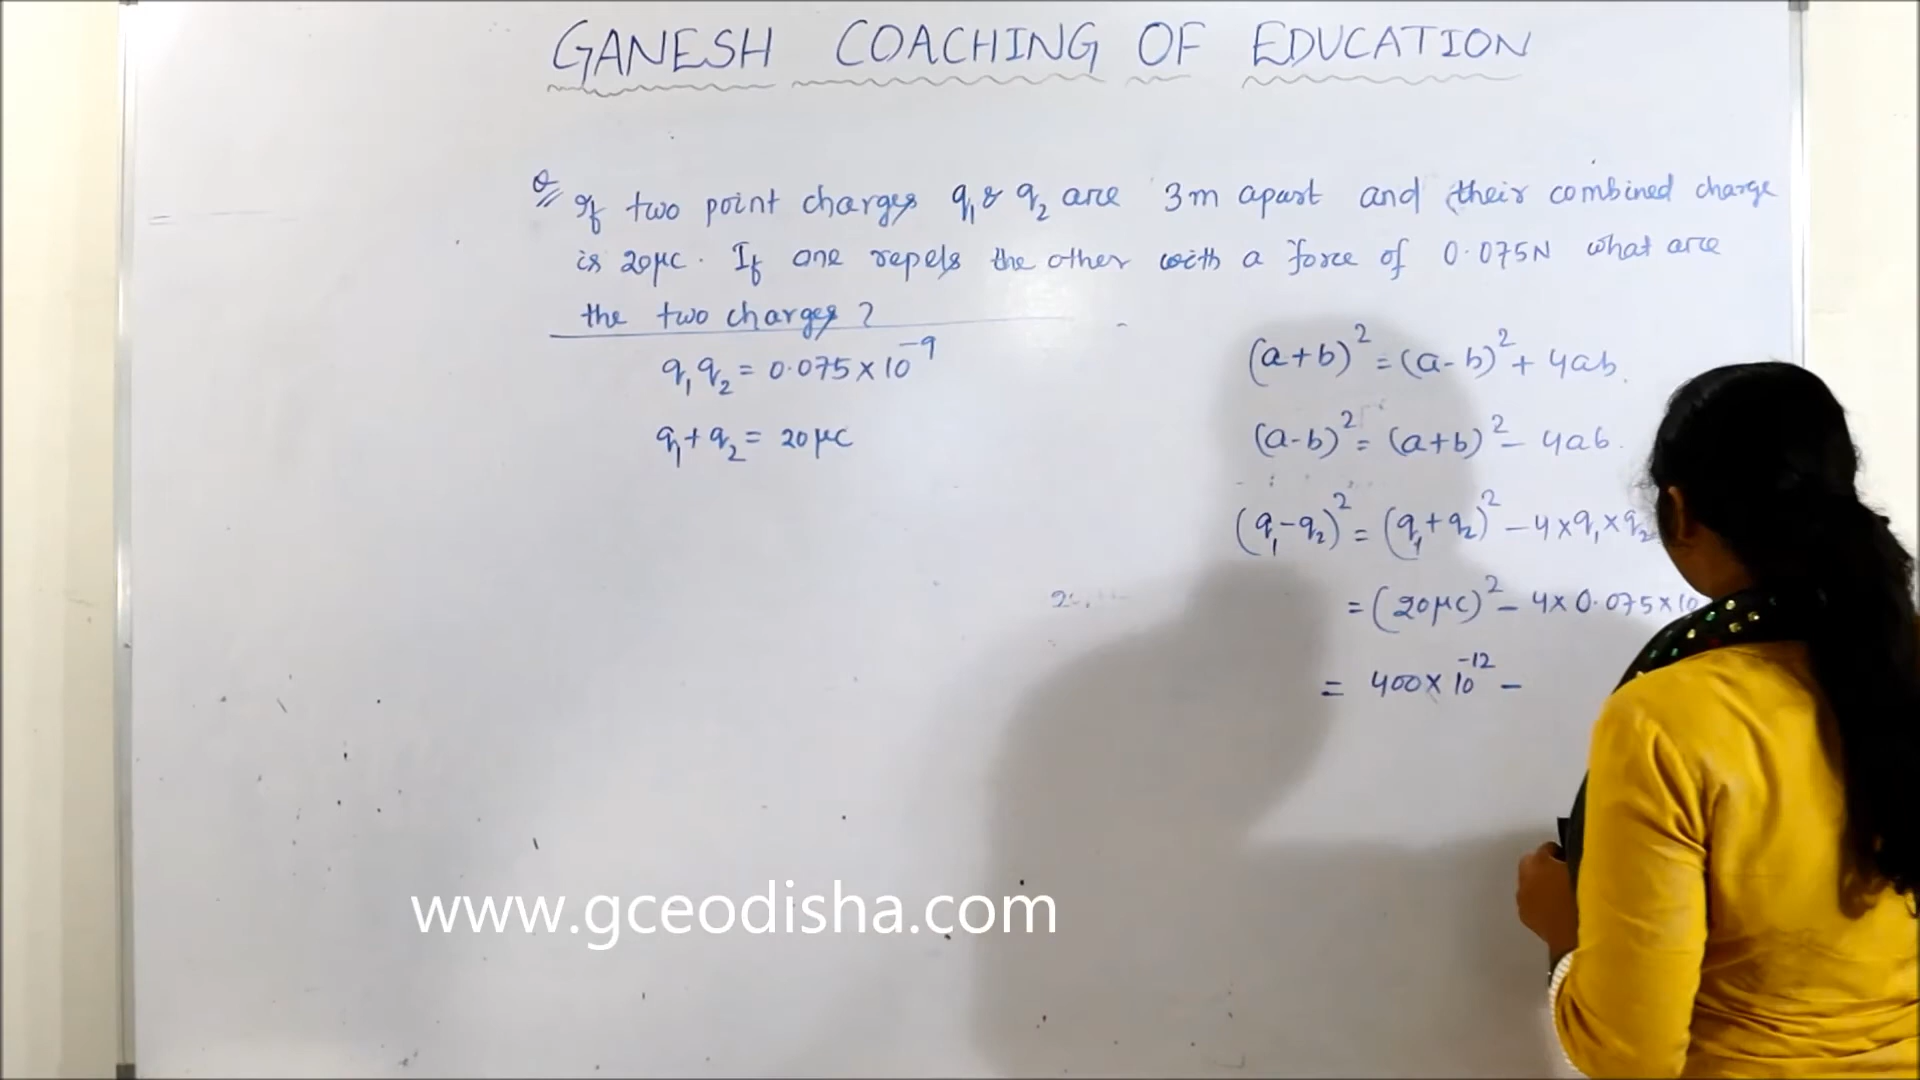 GANESH COACHING OF EDUCATION
Q If two point charges q₁ & q₂ are 3m apart and their combined charge
is 20μc. If one repels the other with a force of 0.075N what are
the two charges?
q₁q₂ = 0.075×10⁻⁹
q₁+q₂ = 20μc
(a+b)² = (a-b)² + 4ab.
(a-b)² = (a+b)² - 4ab.
(q₁-q₂)² = (q₁+q₂)² - 4×q₁×q₂
= (20μc)² - 4×0.075×10
= 400×10⁻¹² -
www.gceodisha.com